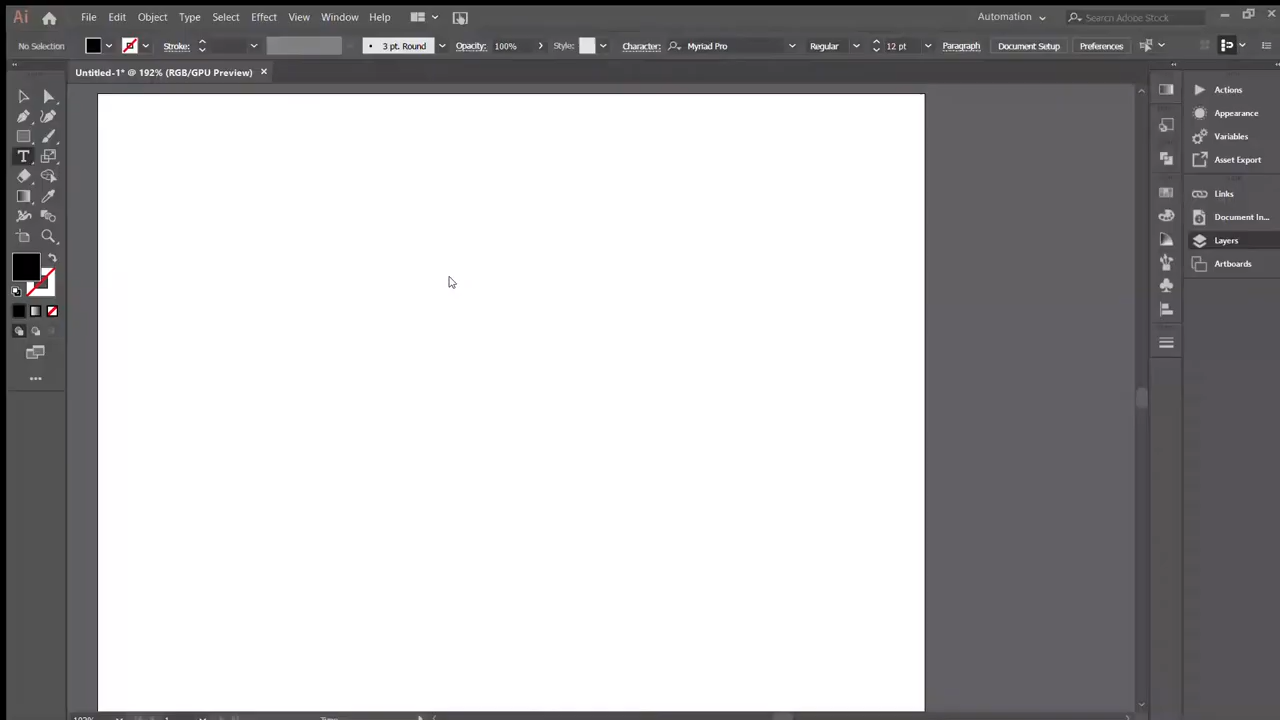 Ai File Edit Object Type Select Effect View Window Help Automation Search Adobe Stock
No Selection Stroke: 3 pt. Round Opacity: 100% Style: Character: Myriad Pro Regular 12 pt Paragraph Document Setup Preferences
Untitled-1* @ 192% (RGB/GPU Preview)
Actions
Appearance
Variables
Asset Export
Links
Document In...
Layers
Artboards